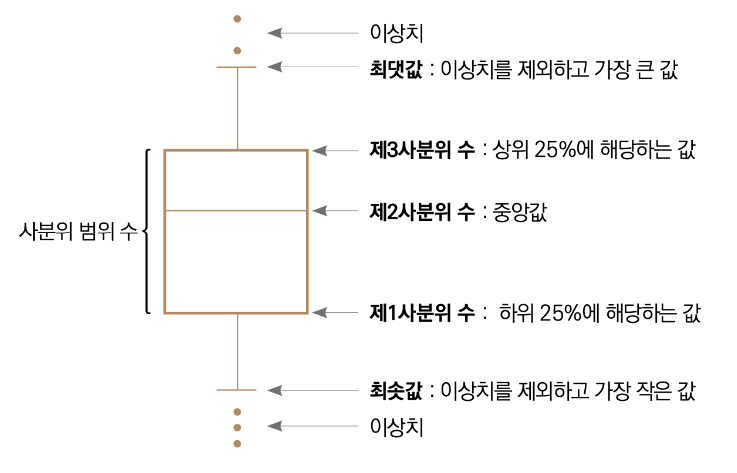 이상치
최댓값 : 이상치를 제외하고 가장 큰 값
제3사분위 수 : 상위 25%에 해당하는 값
제2사분위 수 : 중앙값
사분위 범위 수
제1사분위 수 : 하위 25%에 해당하는 값
최솟값 : 이상치를 제외하고 가장 작은 값
이상치